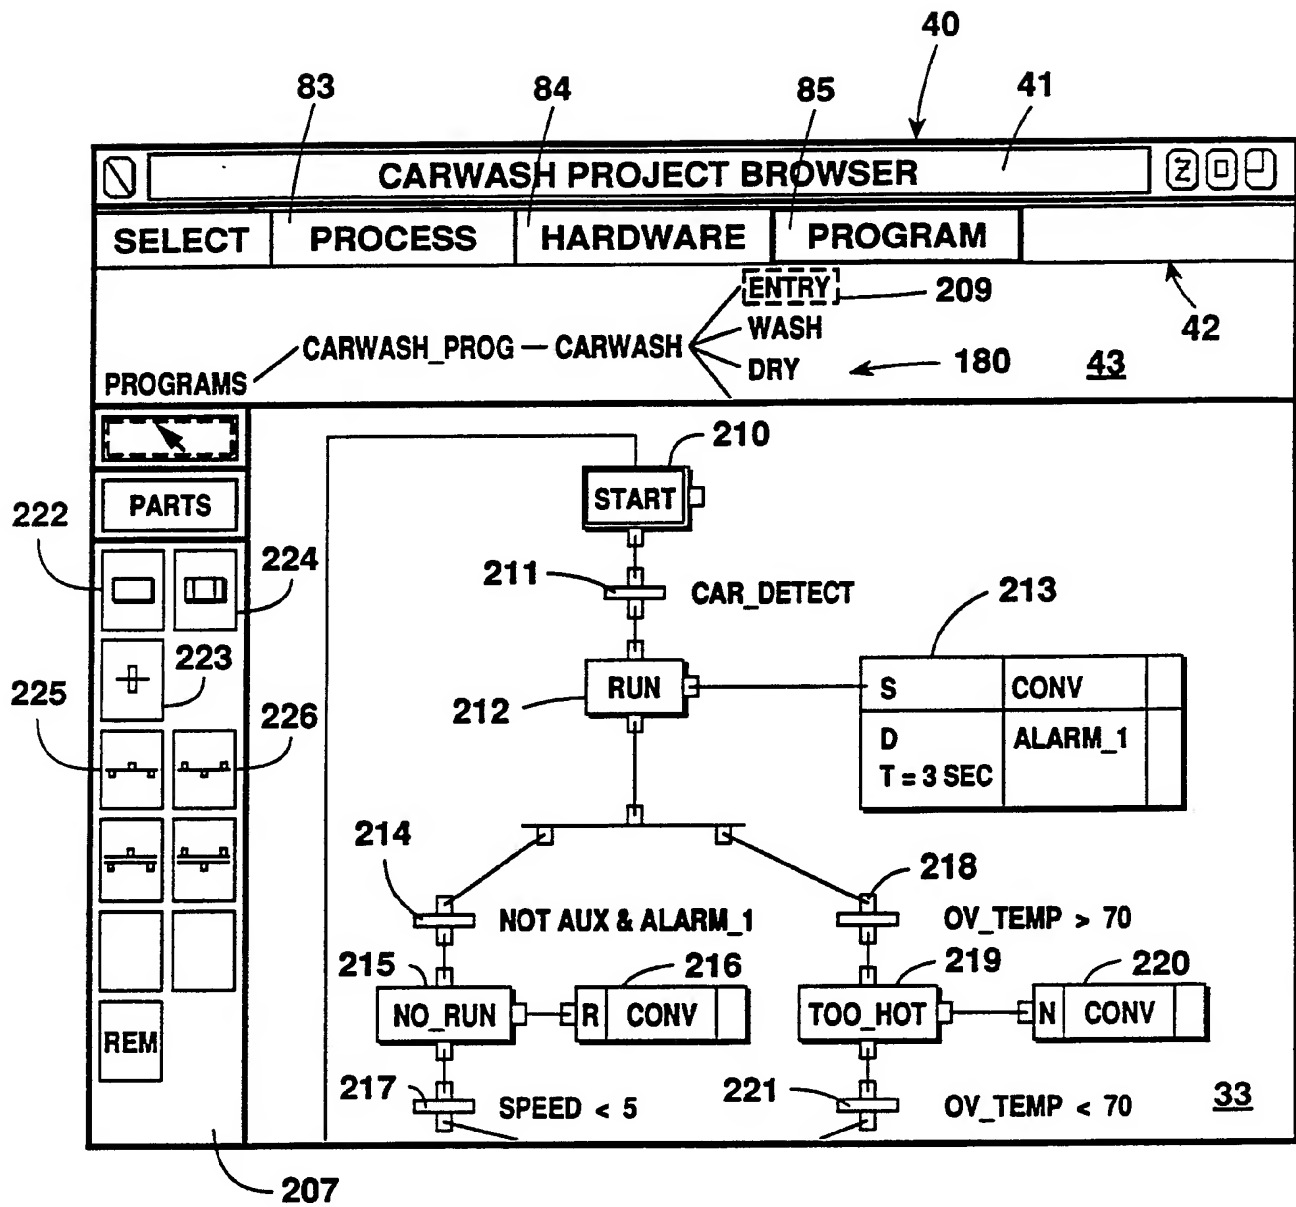 40
83
84
85
41
CARWASH PROJECT BROWSER
Z
SELECT
PROCESS
HARDWARE
PROGRAM
ENTRY
209
42
WASH
CARWASH_PROG
CARWASH
DRY
180
43
PROGRAMS
210
START
PARTS
222
224
211
CAR_DETECT
213
223
RUN
S
CONV
212
225
226
D
ALARM_1
T = 3 SEC
214
218
NOT AUX & ALARM_1
OV_TEMP > 70
215
216
219
220
NO_RUN
R
CONV
TOO_HOT
N
CONV
REM
217
SPEED < 5
221
OV_TEMP < 70
33
207